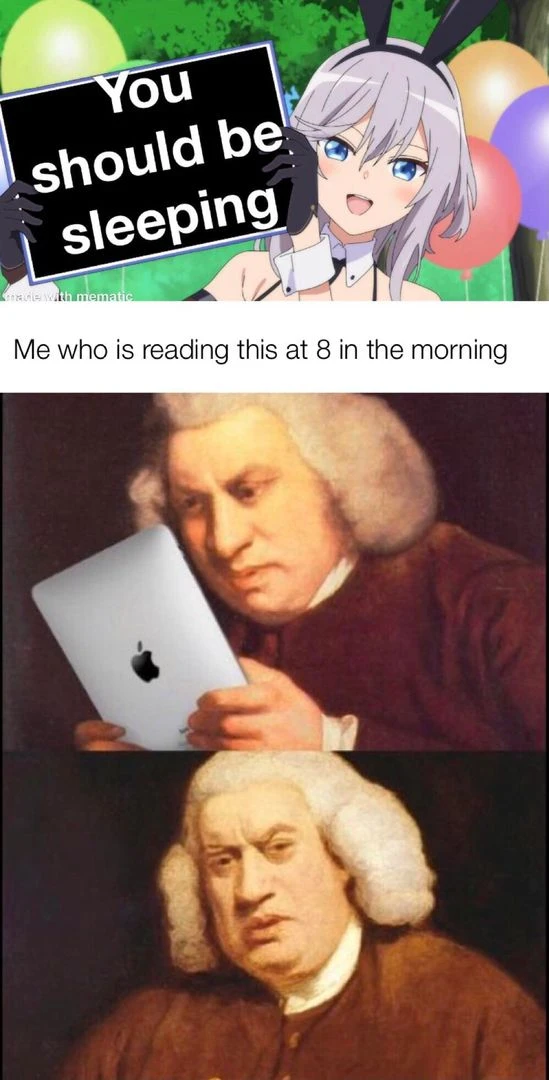 You
should be
sleeping
made with mematic
Me who is reading this at 8 in the morning